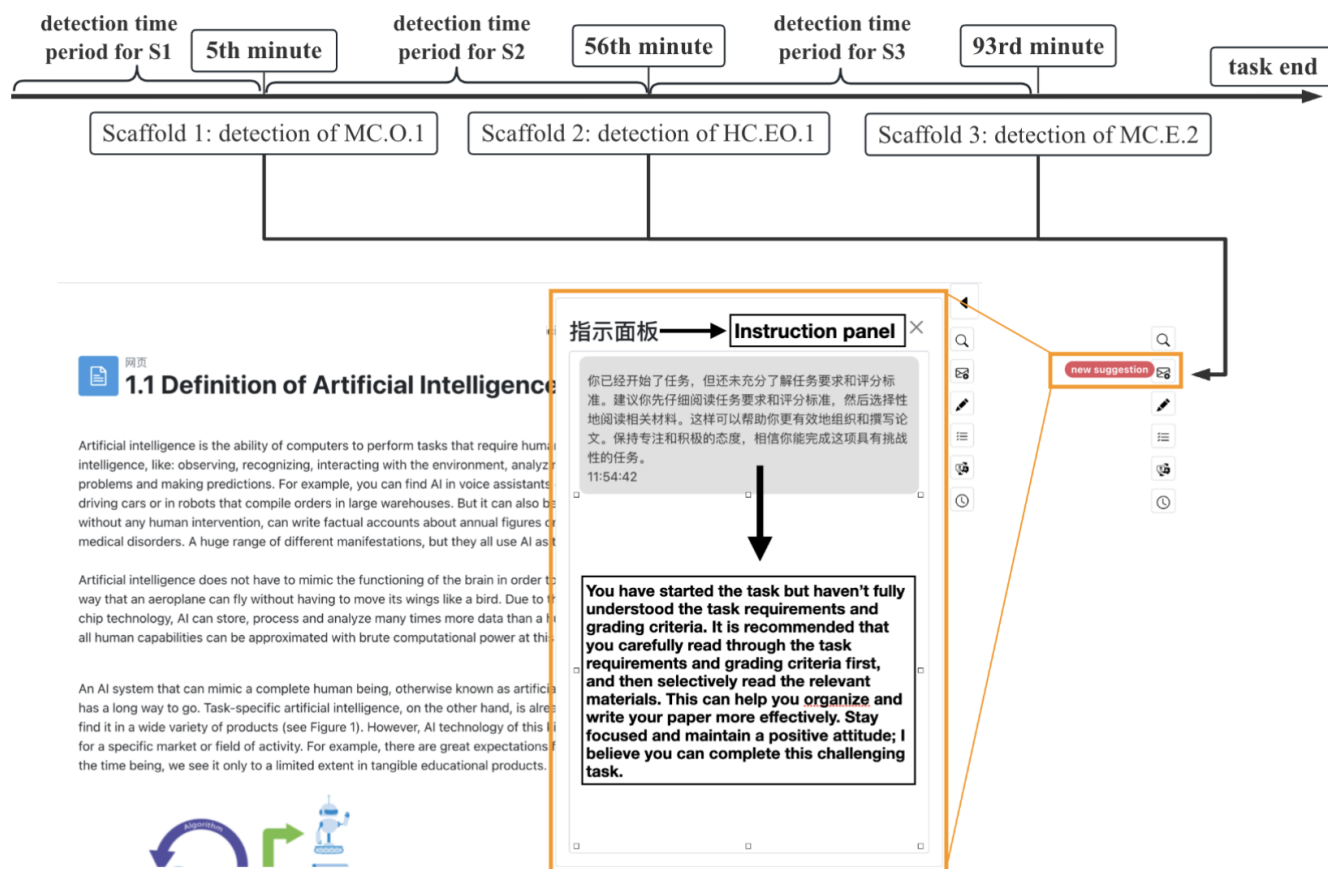 detection time
period for S1
5th minute
detection time
period for S2
56th minute
detection time
period for S3
93rd minute
task end
Scaffold 1: detection of MC.O.1
Scaffold 2: detection of HC.EO.1
Scaffold 3: detection of MC.E.2
网页
1.1 Definition of Artificial Intelligence
Artificial intelligence is the ability of computers to perform tasks that require
intelligence, like: observing, recognizing, interacting with the environment,
problems and making predictions. For example, you can find AI in voice assistants
driving cars or in robots that compile orders in large warehouses. But it can also
without any human intervention, can write factual accounts about annual figures
medical disorders. A huge range of different manifestations, but they all use AI as
Artificial intelligence does not have to mimic the functioning of the brain in order
way that an aeroplane can fly without having to move its wings like a bird. Due to
chip technology, AI can store, process and analyze many times more data than a
all human capabilities can be approximated with brute computational power at this
An AI system that can mimic a complete human being, otherwise known as
has a long way to go. Task-specific artificial intelligence, on the other hand, is
find it in a wide variety of products (see Figure 1). However, AI technology of this
for a specific market or field of activity. For example, there are great expectations
the time being, we see it only to a limited extent in tangible educational products.
Algorithm
指示面板
Instruction panel
你已经开始了任务，但还未充分了解任务要求和评分标
准。建议你先仔细阅读任务要求和评分标准，然后选择性
地阅读相关材料。这样可以帮助你更有效地组织和撰写论
文。保持专注和积极的态度，相信你能完成这项具有挑战
性的任务。
11:54:42
You have started the task but haven't fully
understood the task requirements and
grading criteria. It is recommended that
you carefully read through the task
requirements and grading criteria first,
and then selectively read the relevant
materials. This can help you organize and
write your paper more effectively. Stay
focused and maintain a positive attitude; I
believe you can complete this challenging
task.
new suggestion